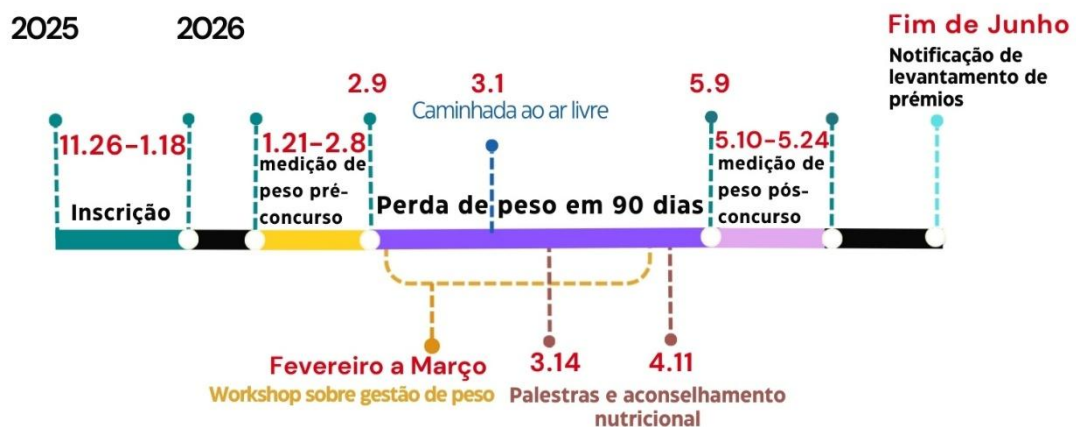 2025
2026
Fim de Junho
Notificação de
levantamento de
prémios
2.9
3.1
5.9
Caminhada ao ar livre
11.26-1.18
1.21-2.8
5.10-5.24
medição de
peso pré-
concurso
medição de
peso pós-
concurso
Inscrição
Perda de peso em 90 dias
Fevereiro a Março
3.14
4.11
Workshop sobre gestão de peso
Palestras e aconselhamento
nutricional